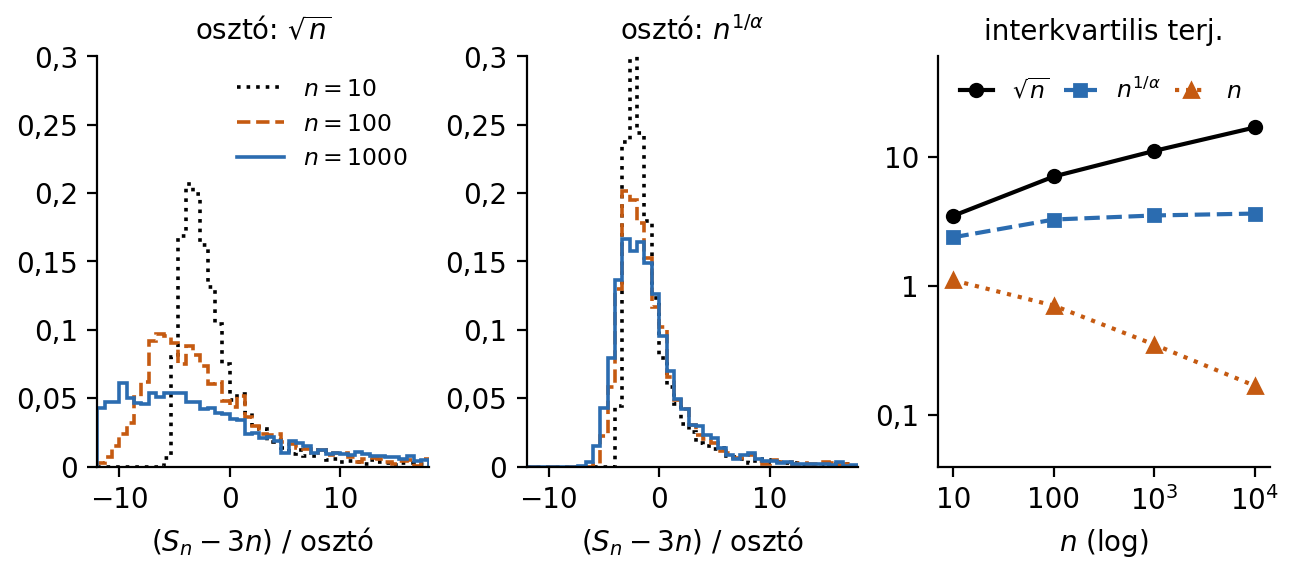 osztó: √n
0,3
0,25
0,2
0,15
0,1
0,05
0
n = 10
n = 100
n = 1000
−10 0 10
(Sₙ − 3n) / osztó
osztó: n^{1/α}
0,3
0,25
0,2
0,15
0,1
0,05
0
−10 0 10
(Sₙ − 3n) / osztó
interkvartilis terj.
√n n^{1/α} n
10
1
0,1
10 100 10³ 10⁴
n (log)